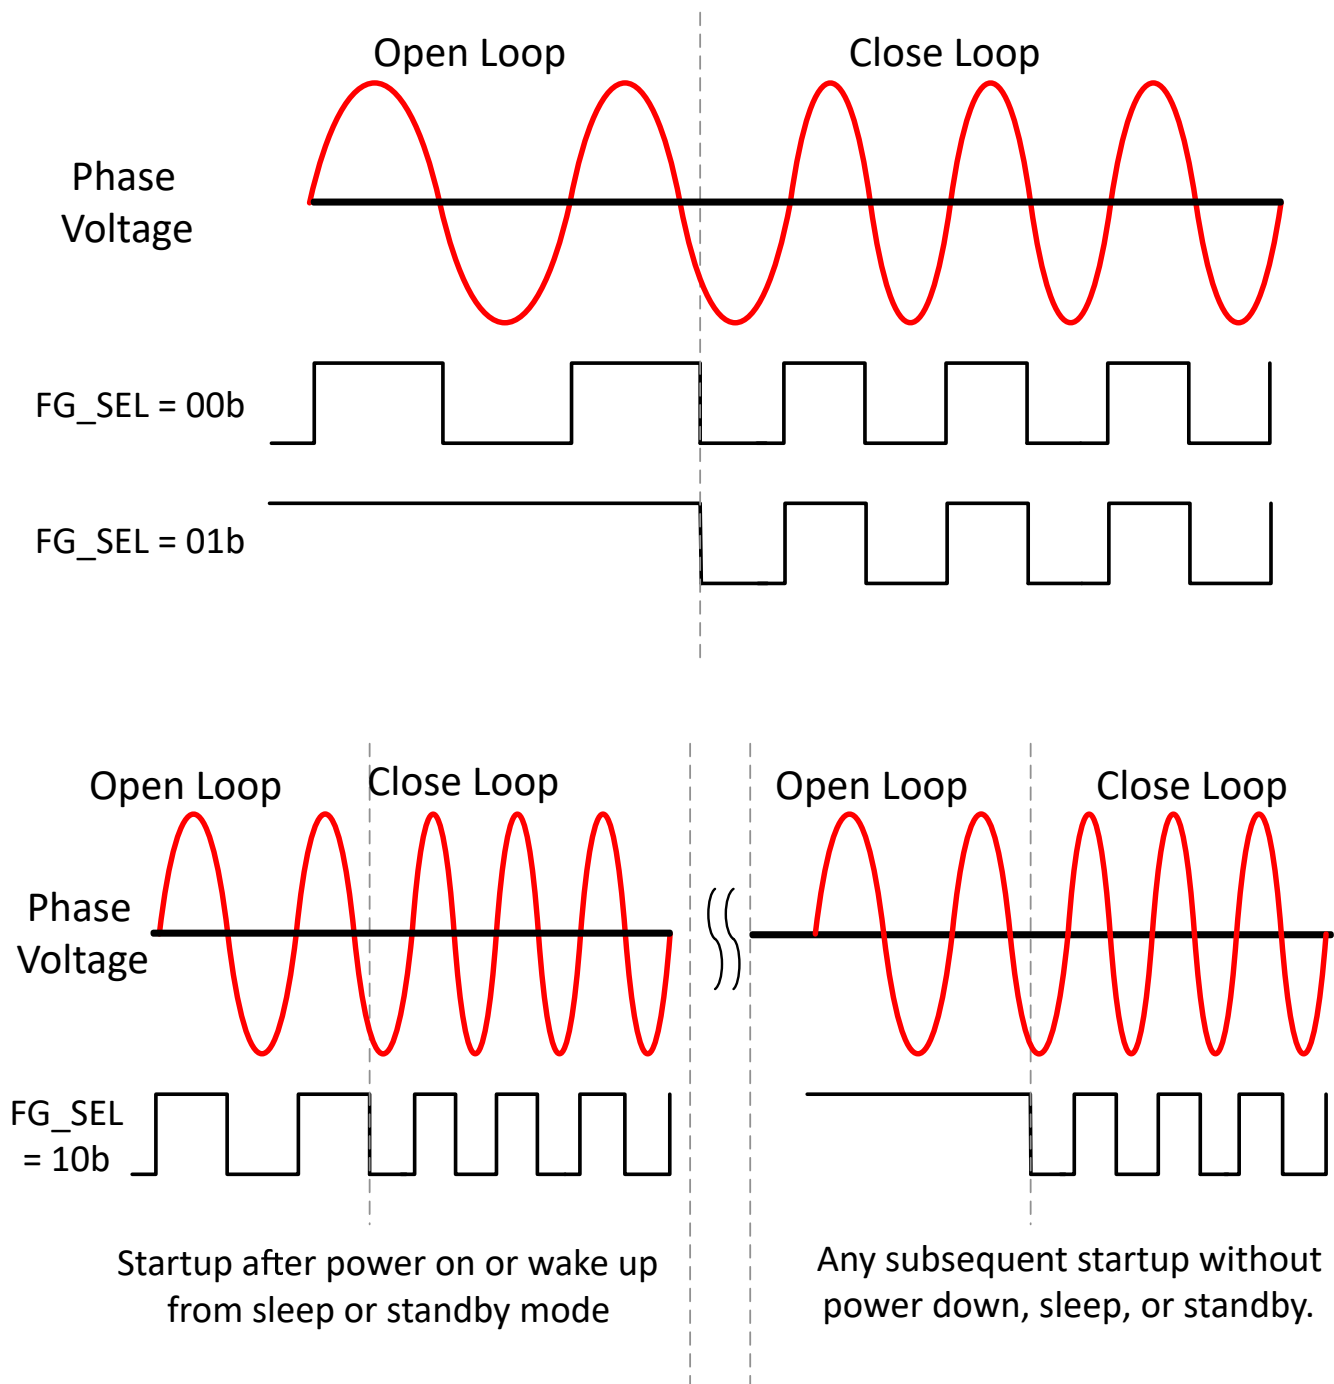 Open Loop
Close Loop
Phase
Voltage
FG_SEL = 00b
FG_SEL = 01b
Open Loop
Close Loop
Open Loop
Close Loop
Phase
Voltage
FG_SEL
= 10b
Startup after power on or wake up
from sleep or standby mode
Any subsequent startup without
power down, sleep, or standby.